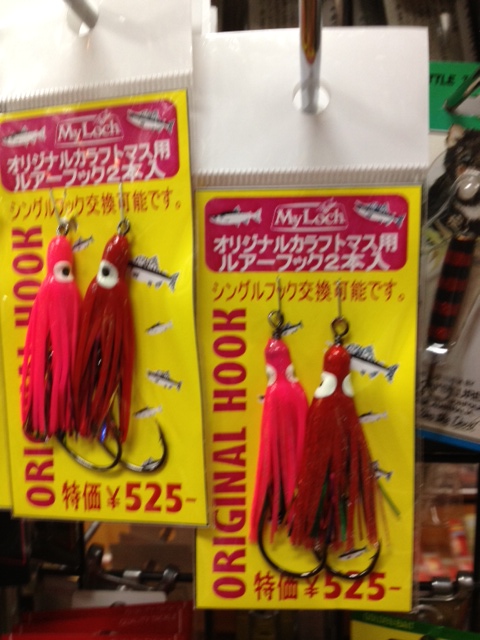 MyLoch
オリジナルカラフトマス用
ルアーフック2本入
シングルフック交換可能です。
ORIGINAL HOOK
特価¥525-
MyLoch
オリジナルカラフトマス用
ルアーフック2本入
シングルフック交換可能です。
ORIGINAL HOOK
特価¥525-